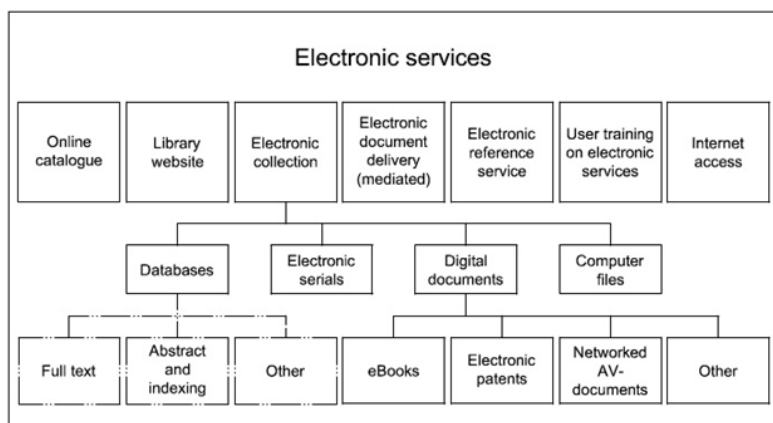 Electronic services
Online
catalogue
Library
website
Electronic
collection
Electronic
document
delivery
(mediated)
Electronic
reference
service
User training
on electronic
services
Internet
access
Databases
Electronic
serials
Digital
documents
Computer
files
Full text
Abstract
and
indexing
Other
eBooks
Electronic
patents
Networked
AV-
documents
Other